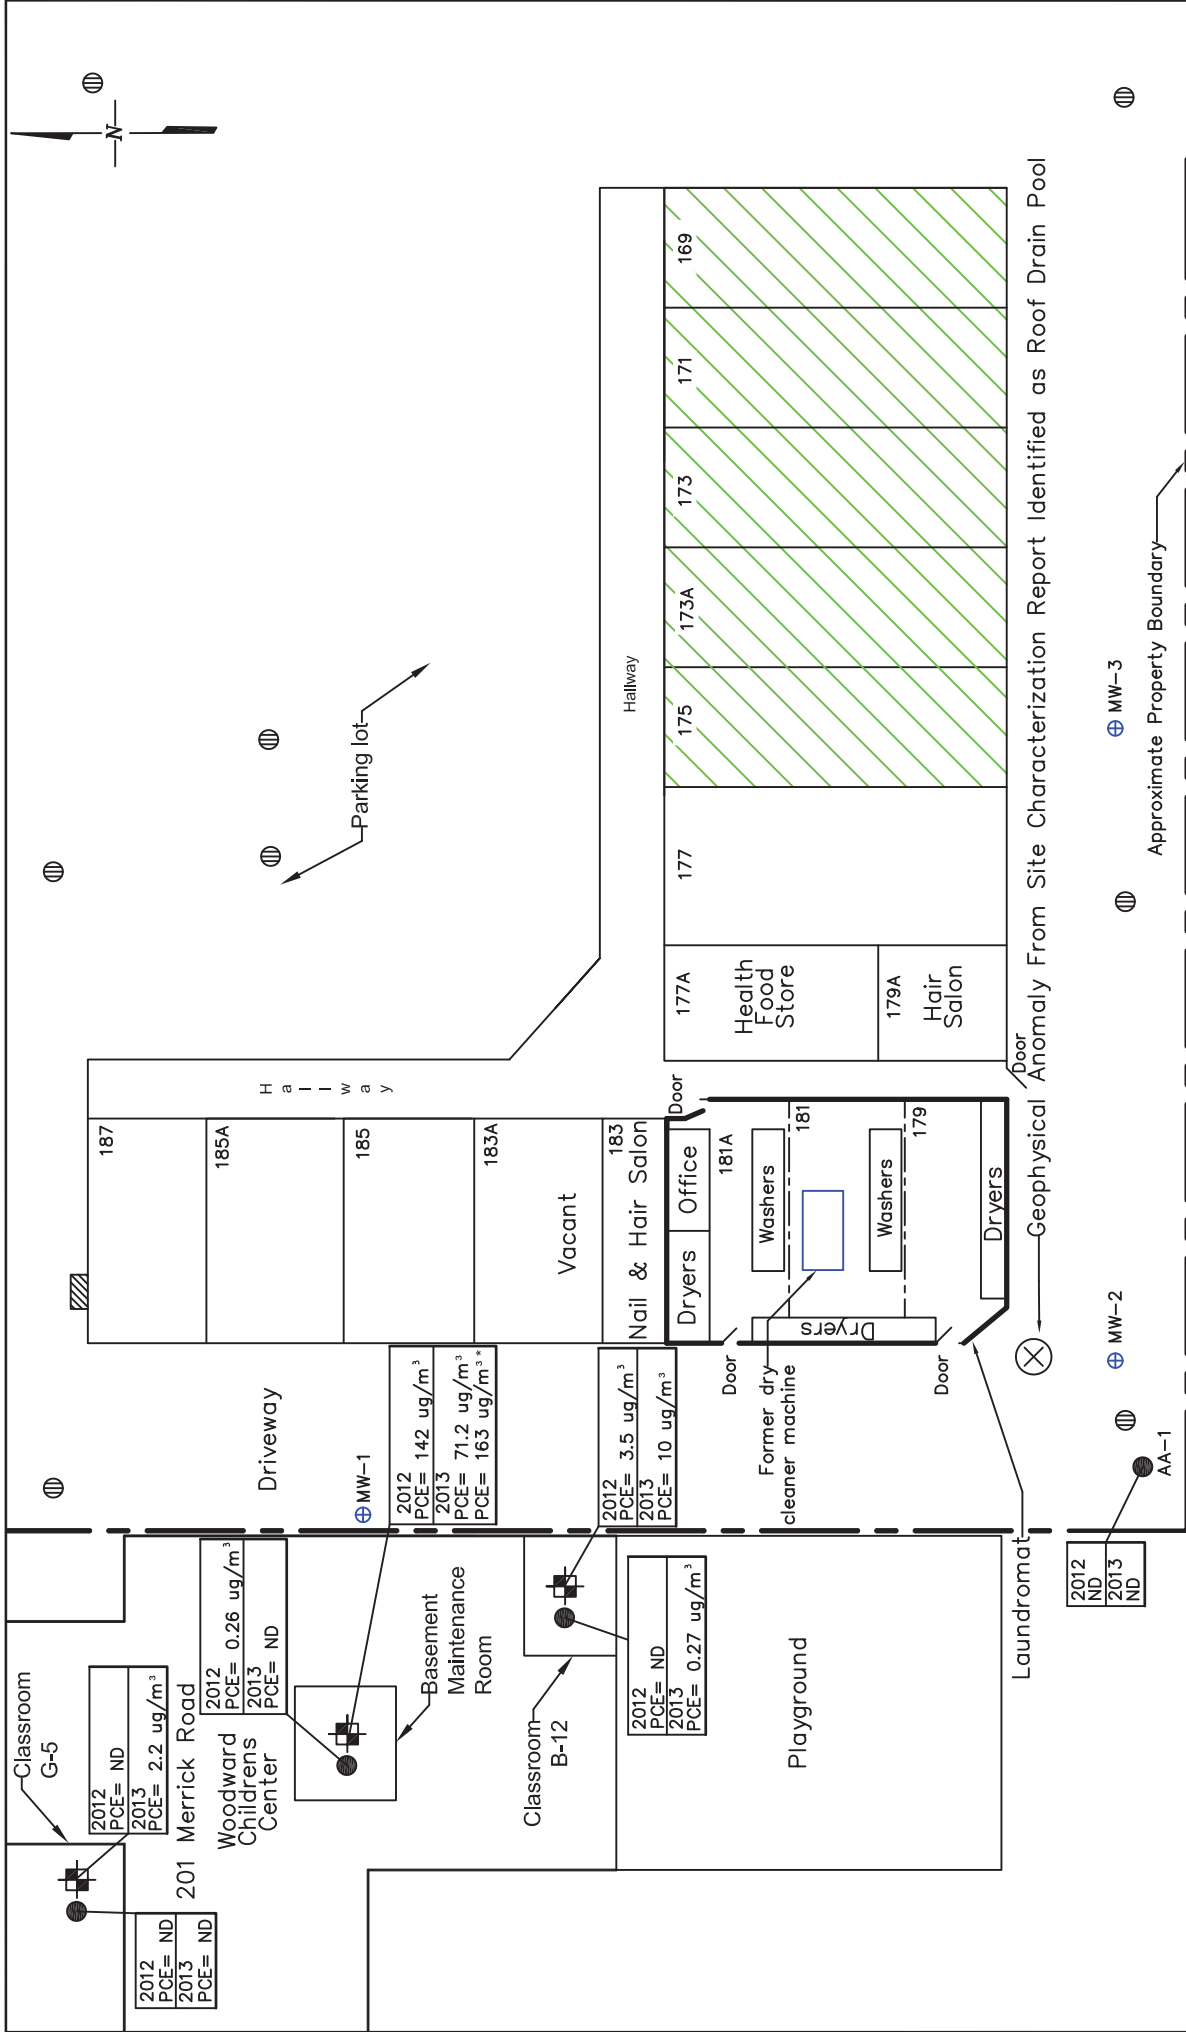 N
Classroom
G-5
2012
PCE= ND
2013
PCE= 2.2 ug/m³
2012
PCE= ND
2013
PCE= ND
201 Merrick Road
Woodward
Childrens
Center
2012
PCE= 0.26 ug/m³
2013
PCE= ND
Basement
Maintenance
Room
2012
PCE= 142 ug/m³
2013
PCE= 71.2 ug/m³
PCE= 163 ug/m³*
Classroom
B-12
2012
PCE= 3.5 ug/m³
2013
PCE= 10 ug/m³
2012
PCE= ND
2013
PCE= 0.27 ug/m³
Playground
Driveway
MW-1
187
185A
185
183A
Vacant
183
Nail & Hair Salon
Hallway
Parking lot
Hallway
Dryers
Office
181A
Washers
181
Washers
179
Dryers
Dryers
Door
Door
Door
Door
Former dry
cleaner machine
Laundromat
177A
Health
Food
Store
179A
Hair
Salon
177
175
173A
173
171
169
Geophysical Anomaly From Site Characterization Report Identified as Roof Drain Pool
MW-2
MW-3
Approximate Property Boundary
AA-1
2012
ND
2013
ND